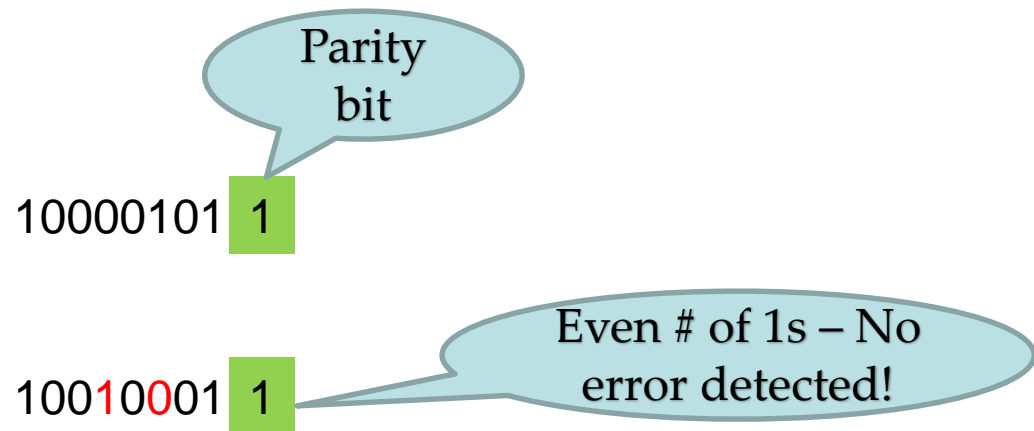 Parity
bit
10000101 1
Even # of 1s – No
error detected!
10010001 1